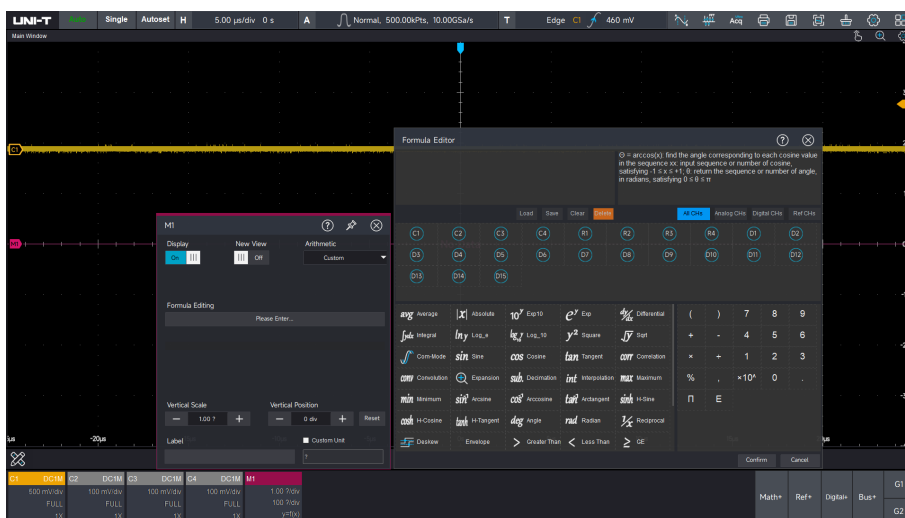 UNI-T Auto Single Autoset H 5.00 µs/div 0 s A Normal, 500.00kPts, 10.00GSa/s T Edge C1 460 mV Acq
Main Window
C1
M1
Formula Editor
Θ = arccos(x): find the angle corresponding to each cosine value
in the sequence xx: input sequence or number of cosine,
satisfying -1 ≤ x ≤ +1; θ: return the sequence or number of angle,
in radians, satisfying 0 ≤ θ ≤ π
Load Save Clear Delete All CHs Analog CHs Digital CHs Ref CHs
C1 C2 C3 C4 R1 R2 R3 R4 D1 D2
D3 D4 D5 D6 D7 D8 D9 D10 D11 D12
D13 D14 D15
avg Average |X| Absolute 10^y Exp10 e^y Exp dy/dx Differential ( ) 7 8 9
∫ydx Integral ln y Log_e lg y Log_10 y² Square √y Sqrt + - 4 5 6
Com-Mode sin Sine cos Cosine tan Tangent corr Correlation × ÷ 1 2 3
conv Convolution Expansion sub. Decimation int Interpolation max Maximum % , ×10^ 0 .
min Minimum sin¹ Arcsine cos¹ Arccosine tan¹ Arctangent sinh H-Sine Π E
cosh H-Cosine tanh H-Tangent deg Angle rad Radian 1/x Reciprocal
Deskew Envelope > Greater Than < Less Than ≥ GE
Confirm Cancel
M1
Display New View Arithmetic
On Off Custom
Formula Editing
Please Enter...
Vertical Scale Vertical Position
− 1.00 ? + − 0 div + Reset
Label Custom Unit
?
µs -20µs µs
C1 DC1M C2 DC1M C3 DC1M C4 DC1M M1
500 mV/div 100 mV/div 100 mV/div 100 mV/div 1.00 ?/div
FULL FULL FULL FULL 100 ?/div
1X 1X 1X 1X y=f(x)
Math+ Ref+ Digital+ Bus+
G1
G2